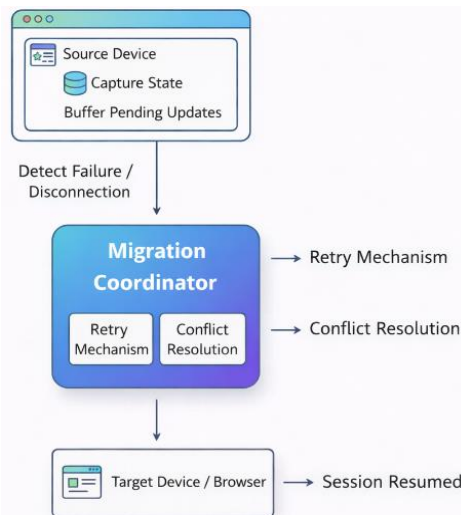 Source Device
Capture State
Buffer Pending Updates
Detect Failure /
Disconnection
Migration
Coordinator
Retry
Mechanism
Conflict
Resolution
Retry Mechanism
Conflict Resolution
Target Device / Browser
Session Resumed